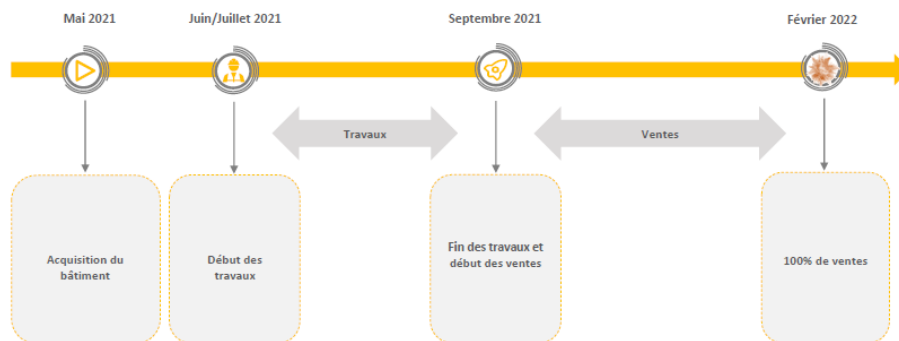 Mai 2021
Juin/Juillet 2021
Septembre 2021
Février 2022
Travaux
Ventes
Acquisition du
bâtiment
Début des
travaux
Fin des travaux et
début des ventes
100% de ventes